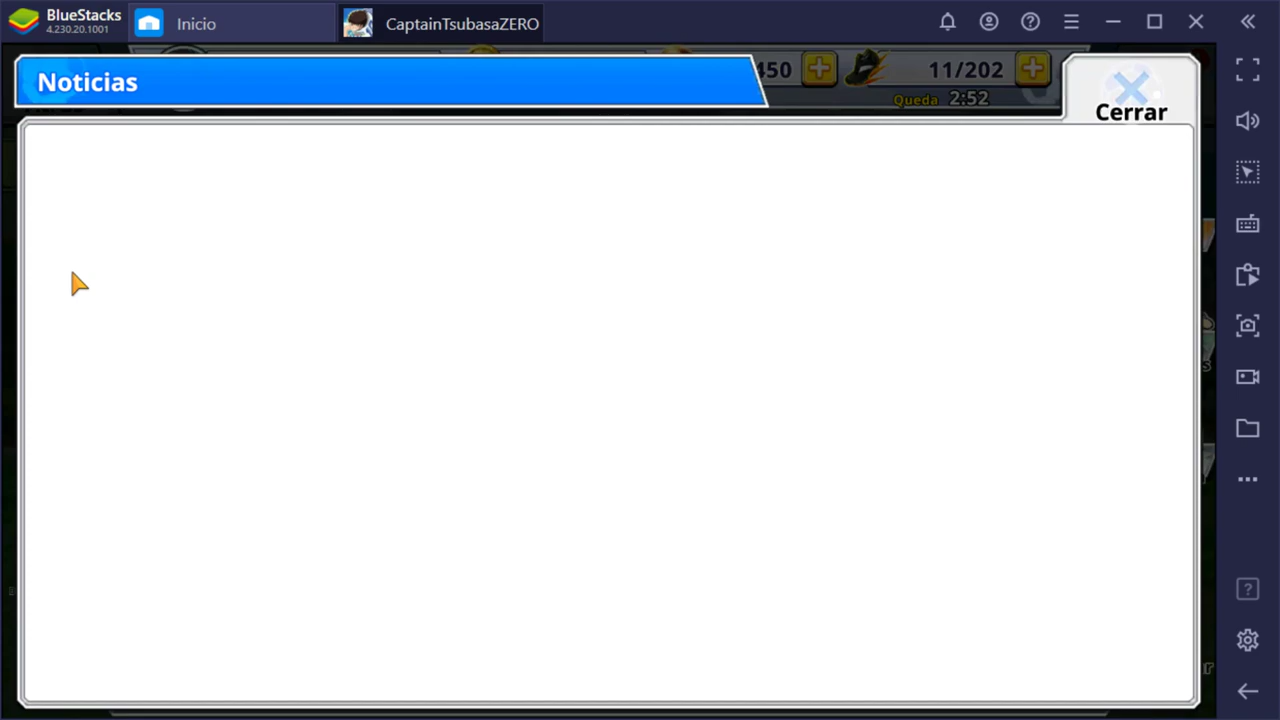 BlueStacks
4.230.20.1001
Inicio
CaptainTsubasaZERO
Noticias
450
11/202
Queda 2:52
Cerrar